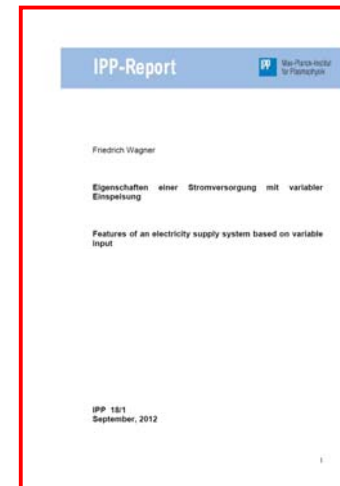 IPP-Report
IPP Max-Planck-Institut
für Plasmaphysik
Friedrich Wagner
Eigenschaften einer Stromversorgung mit variabler
Einspeisung
Features of an electricity supply system based on variable
input
IPP 18/1
September, 2012